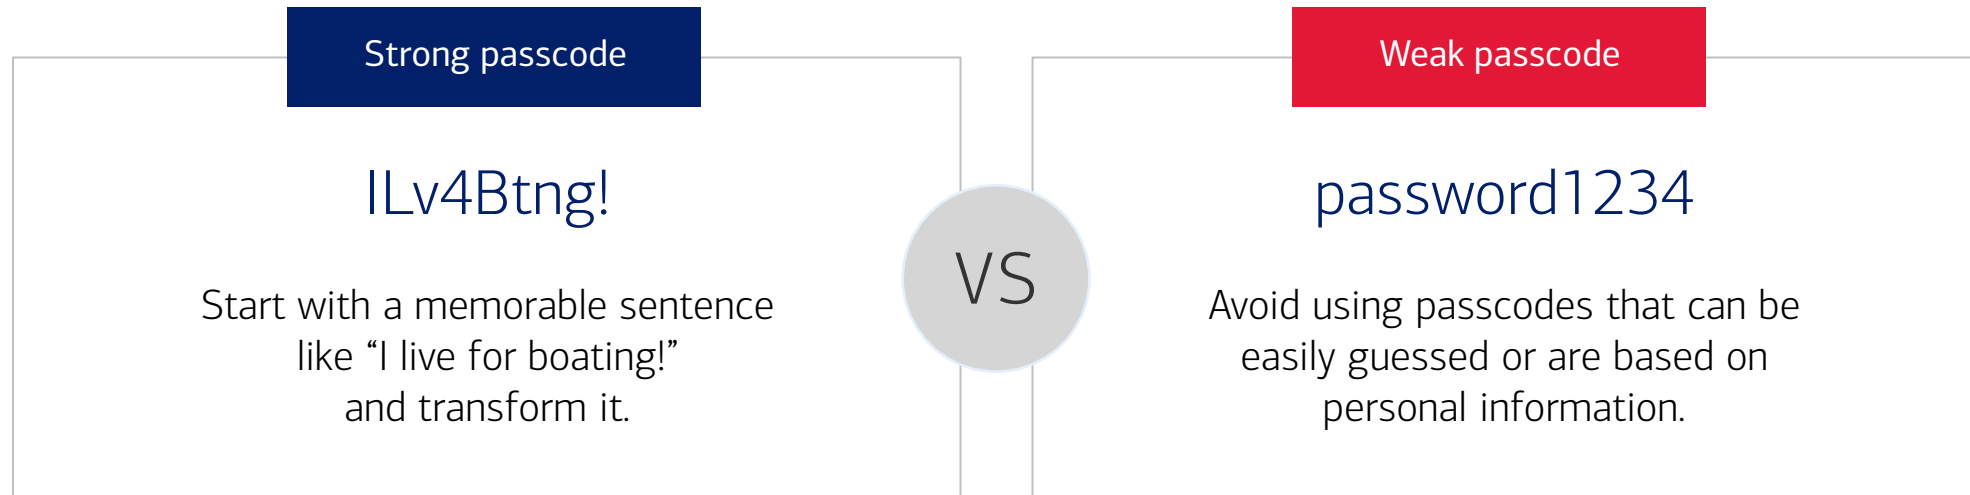 Strong passcode
ILv4Btng!
Start with a memorable sentence
like “I live for boating!”
and transform it.
VS
Weak passcode
password1234
Avoid using passcodes that can be
easily guessed or are based on
personal information.